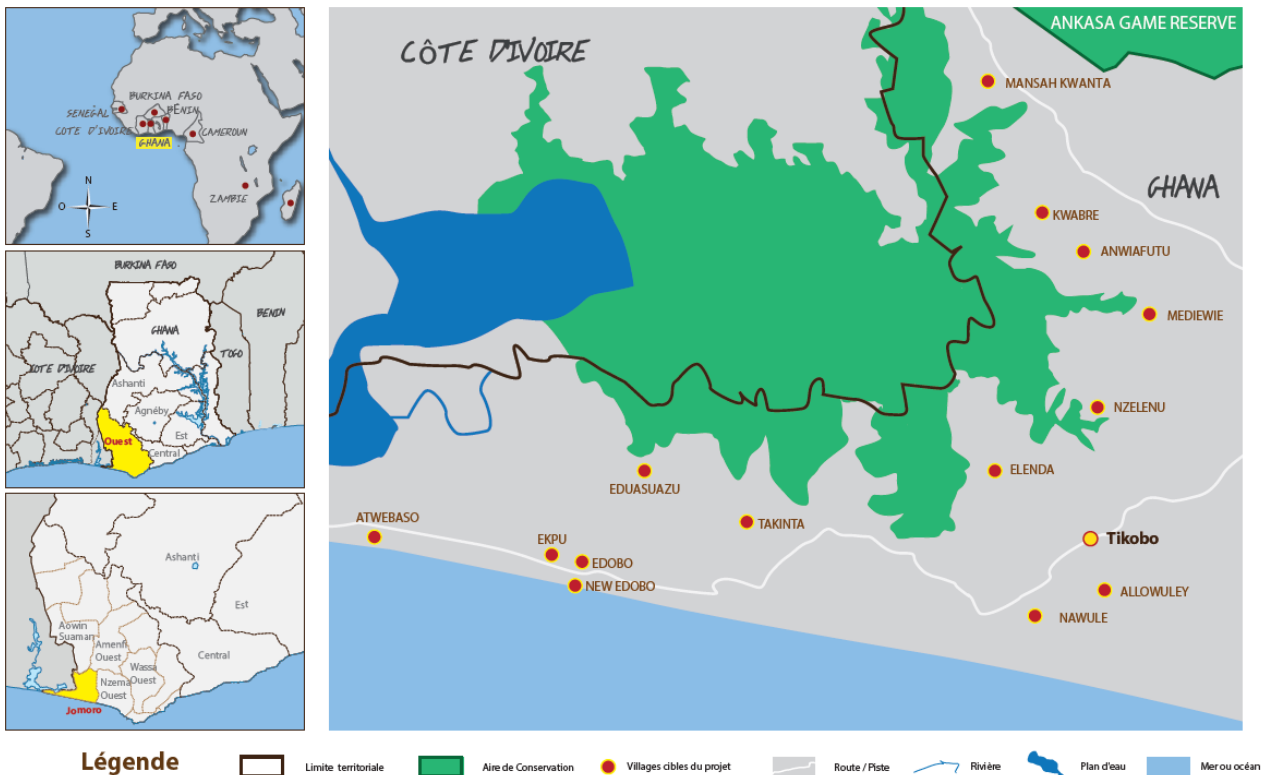 BURKINA FASO
SENEGAL
BÉNIN
COTE D'IVOIRE
GHANA
CAMEROUN
ZAMBIE
N
O
E
S
BURKINA FASO
GHANA
BENIN
TOGO
COTE D'IVOIRE
Ashanti
Agnéby
Est
Ouest
Central
Ashanti
Est
Aowin
Suaman
Amenfi
Ouest
Central
Wassa
Ouest
Nzema
Ouest
Jomoro
CÔTE D'IVOIRE
ANKASA GAME RESERVE
MANSAH KWANTA
GHANA
KWABRE
ANWIAFUTU
MEDIEWIE
NZELENU
ELENDA
EDUASUAZU
TAKINTA
ATWEBASO
EKPU
EDOBO
NEW EDOBO
Tikobo
ALLOWULEY
NAWULE
Légende
Limite territoriale
Aire de Conservation
Villages cibles du projet
Route / Piste
Rivière
Plan d'eau
Mer ou océan